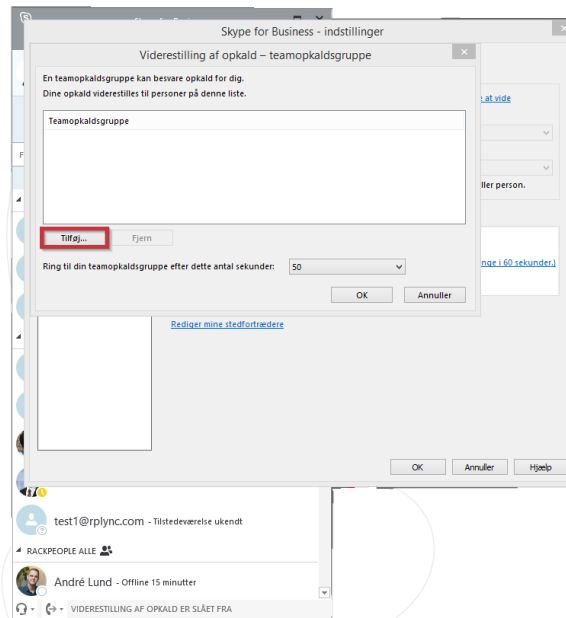 Skype for Business - indstillinger
Viderestilling af opkald – teamopkaldsgruppe
En teamopkaldsgruppe kan besvare opkald for dig.
Dine opkald viderestilles til personer på denne liste.
Teamopkaldsgruppe
at vide
ller person.
Tilføj...
Fjern
Ring til din teamopkaldsgruppe efter dette antal sekunder:
50
nge i 60 sekunder.)
OK
Annuller
Rediger mine stedfortrædere
OK
Annuller
Hjælp
test1@rplync.com - Tilstedeværelse ukendt
RACKPEOPLE ALLE
André Lund - Offline 15 minutter
VIDERESTILLING AF OPKALD ER SLÅET FRA